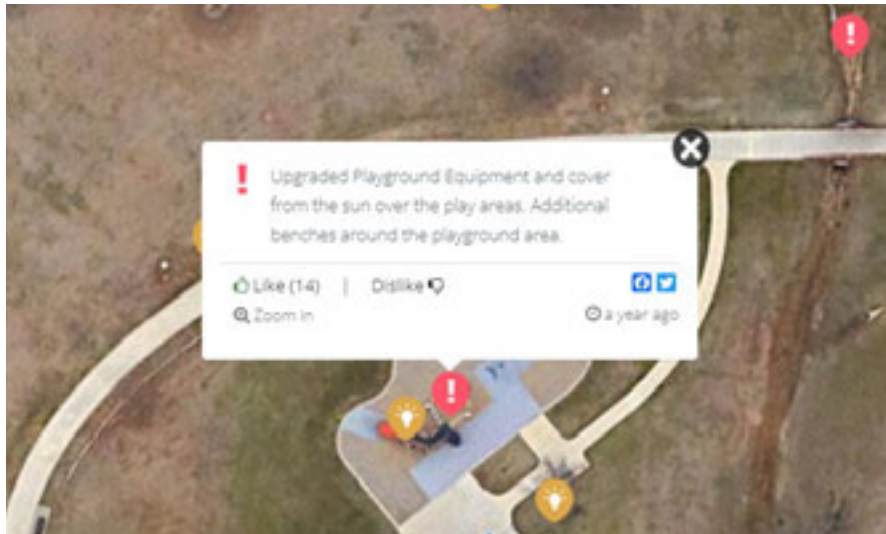 Upgraded Playground Equipment and cover
from the sun over the play areas. Additional
benches around the playground area.
Like (14) | Dislike
Zoom in
a year ago